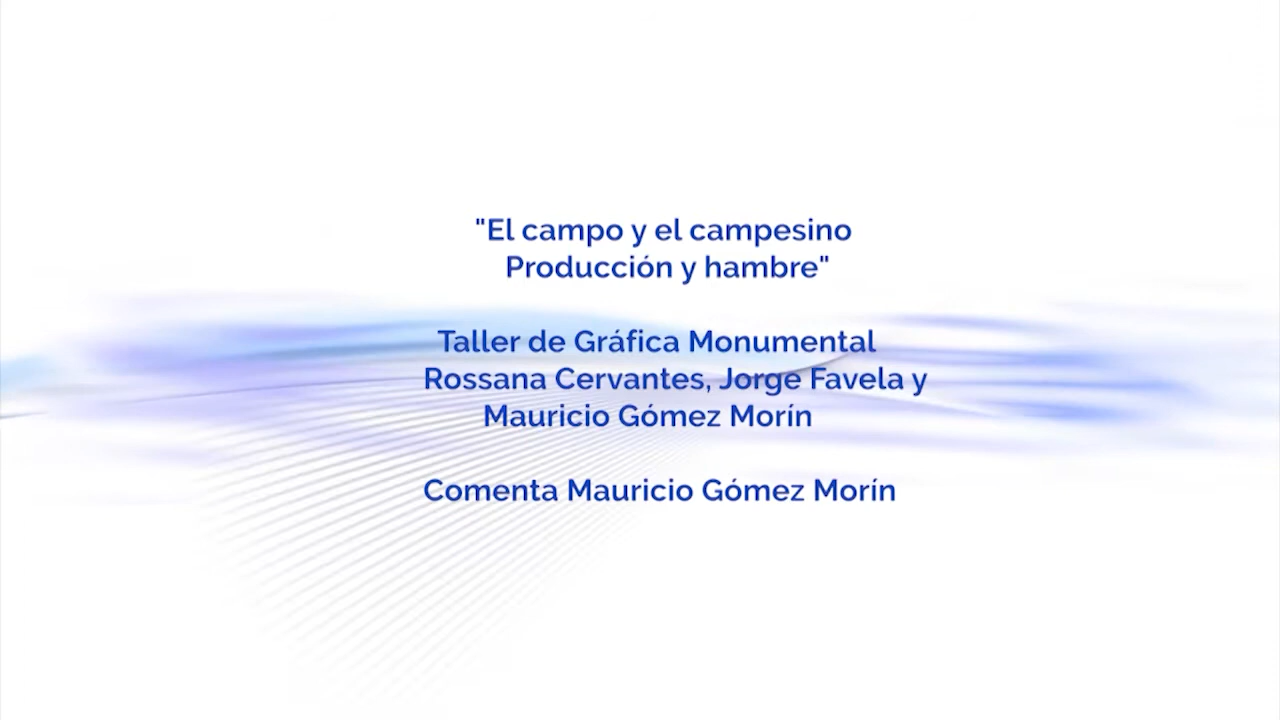 "El campo y el campesino
Producción y hambre"
Taller de Gráfica Monumental
Rossana Cervantes, Jorge Favela y
Mauricio Gómez Morín
Comenta Mauricio Gómez Morín